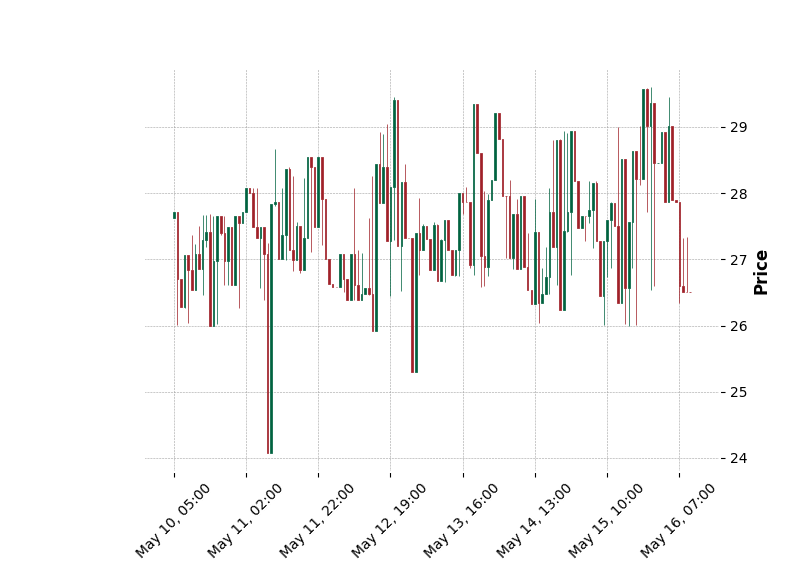 29
28
27
26
25
24
Price
May 10, 05:00
May 11, 02:00
May 11, 22:00
May 12, 19:00
May 13, 16:00
May 14, 13:00
May 15, 10:00
May 16, 07:00